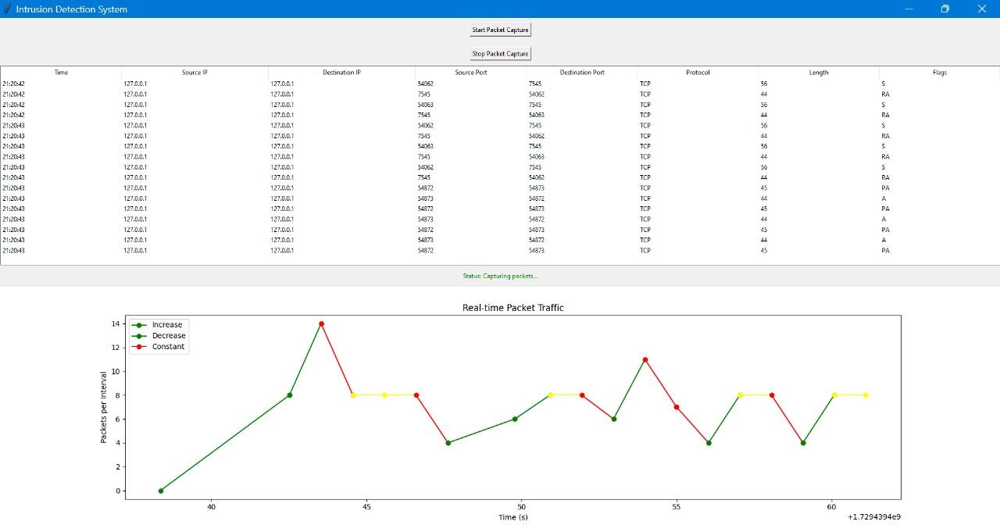 Intrusion Detection System
Start Packet Capture
Stop Packet Capture
Time Source IP Destination IP Source Port Destination Port Protocol Length Flags
21:20:42 127.0.0.1 127.0.0.1 54062 7545 TCP 56 S
21:20:42 127.0.0.1 127.0.0.1 7545 54062 TCP 44 RA
21:20:42 127.0.0.1 127.0.0.1 54063 7545 TCP 56 S
21:20:42 127.0.0.1 127.0.0.1 7545 54063 TCP 44 RA
21:20:43 127.0.0.1 127.0.0.1 54062 7545 TCP 56 S
21:20:43 127.0.0.1 127.0.0.1 7545 54062 TCP 44 RA
21:20:43 127.0.0.1 127.0.0.1 54063 7545 TCP 56 S
21:20:43 127.0.0.1 127.0.0.1 7545 54063 TCP 44 RA
21:20:43 127.0.0.1 127.0.0.1 54062 7545 TCP 56 S
21:20:43 127.0.0.1 127.0.0.1 7545 54062 TCP 44 RA
21:20:43 127.0.0.1 127.0.0.1 54872 54873 TCP 45 PA
21:20:43 127.0.0.1 127.0.0.1 54873 54872 TCP 44 A
21:20:43 127.0.0.1 127.0.0.1 54872 54873 TCP 45 PA
21:20:43 127.0.0.1 127.0.0.1 54873 54872 TCP 44 A
21:20:43 127.0.0.1 127.0.0.1 54872 54873 TCP 45 PA
21:20:43 127.0.0.1 127.0.0.1 54873 54872 TCP 44 A
21:20:43 127.0.0.1 127.0.0.1 54872 54873 TCP 45 PA
Status: Capturing packets...
Real-time Packet Traffic
Increase
Decrease
Constant
Packets per Interval
14
12
10
8
6
4
2
0
40 45 50 55 60
Time (s)
+1.7294394e9